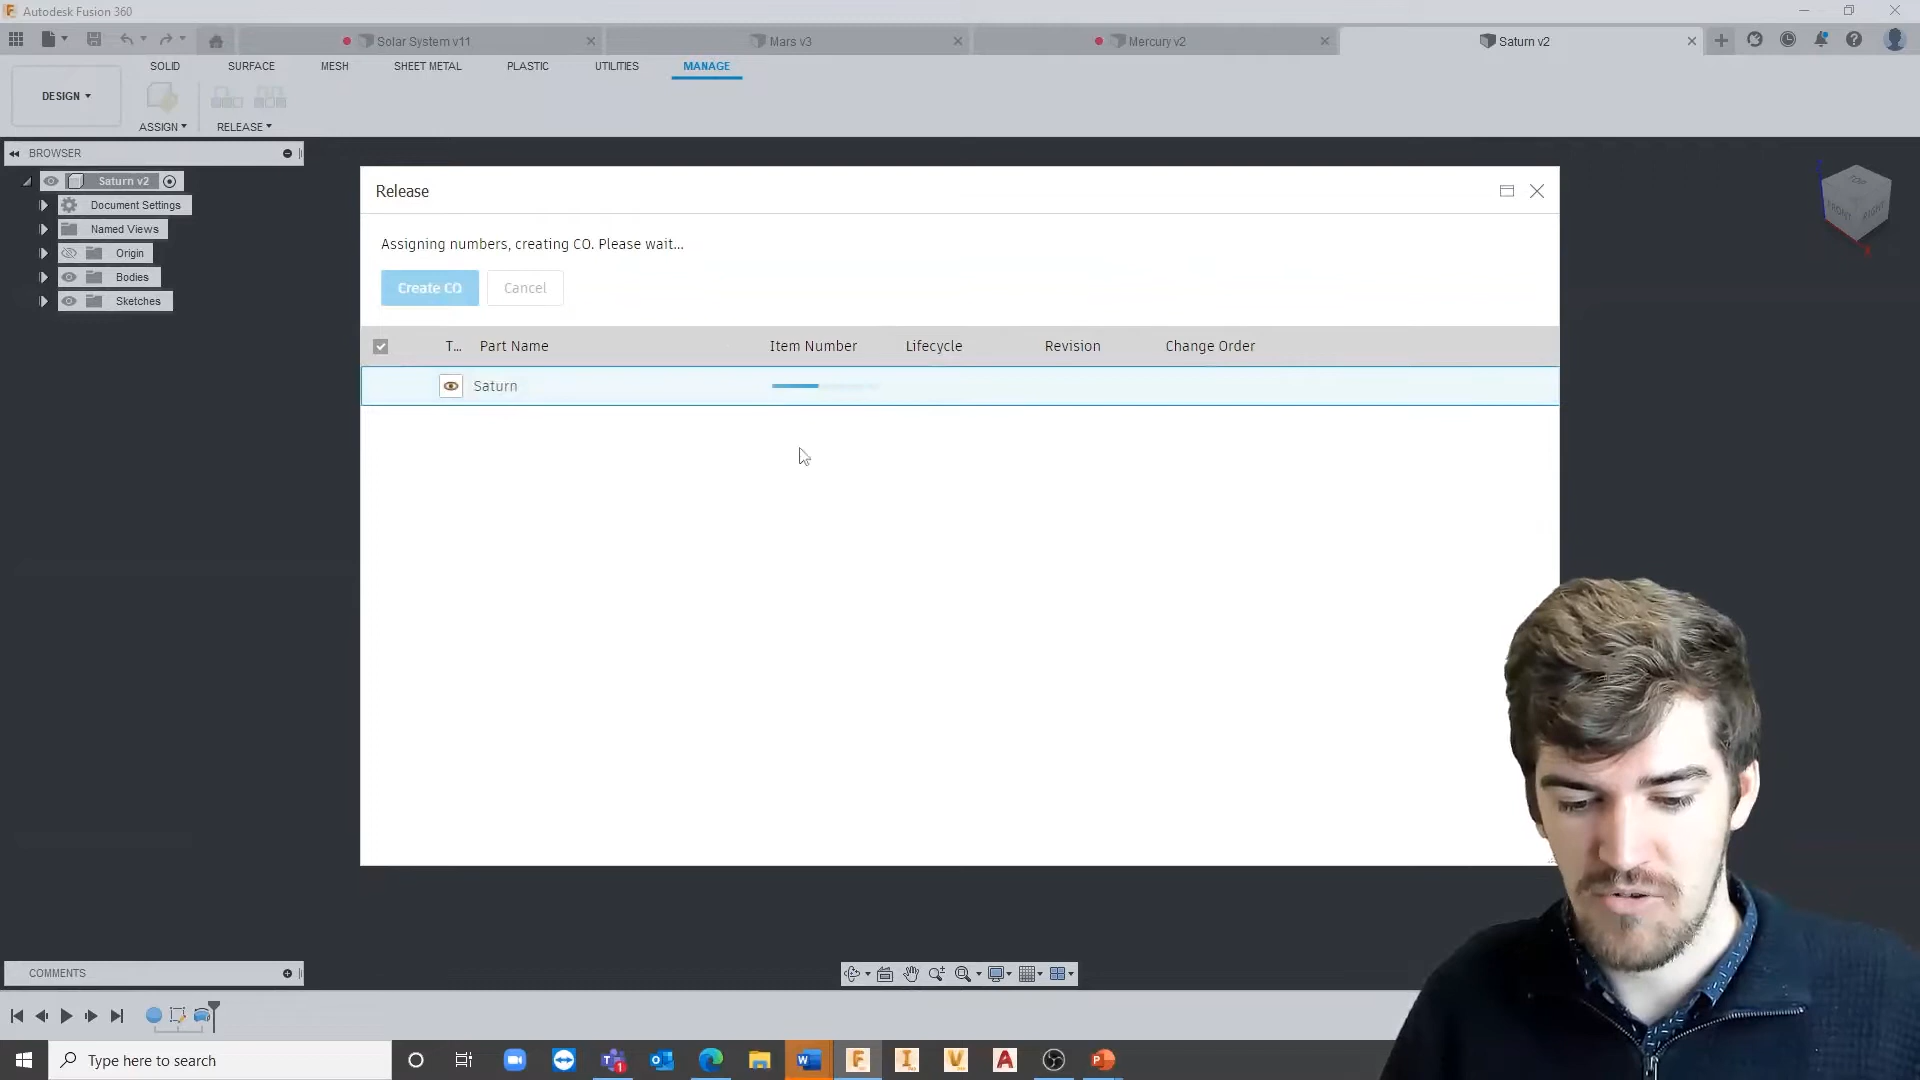 Autodesk Fusion 360
Solar System v11
Mars v3
Mercury v2
Saturn v2
SOLID
SURFACE
MESH
SHEET METAL
PLASTIC
UTILITIES
MANAGE
DESIGN
ASSIGN
RELEASE
BROWSER
Saturn v2
Document Settings
Named Views
Origin
Bodies
Sketches
Release
Assigning numbers, creating CO. Please wait...
Create CO
Cancel
T... Part Name Item Number Lifecycle Revision Change Order
Saturn
TOP
FRONT
RIGHT
COMMENTS
Type here to search